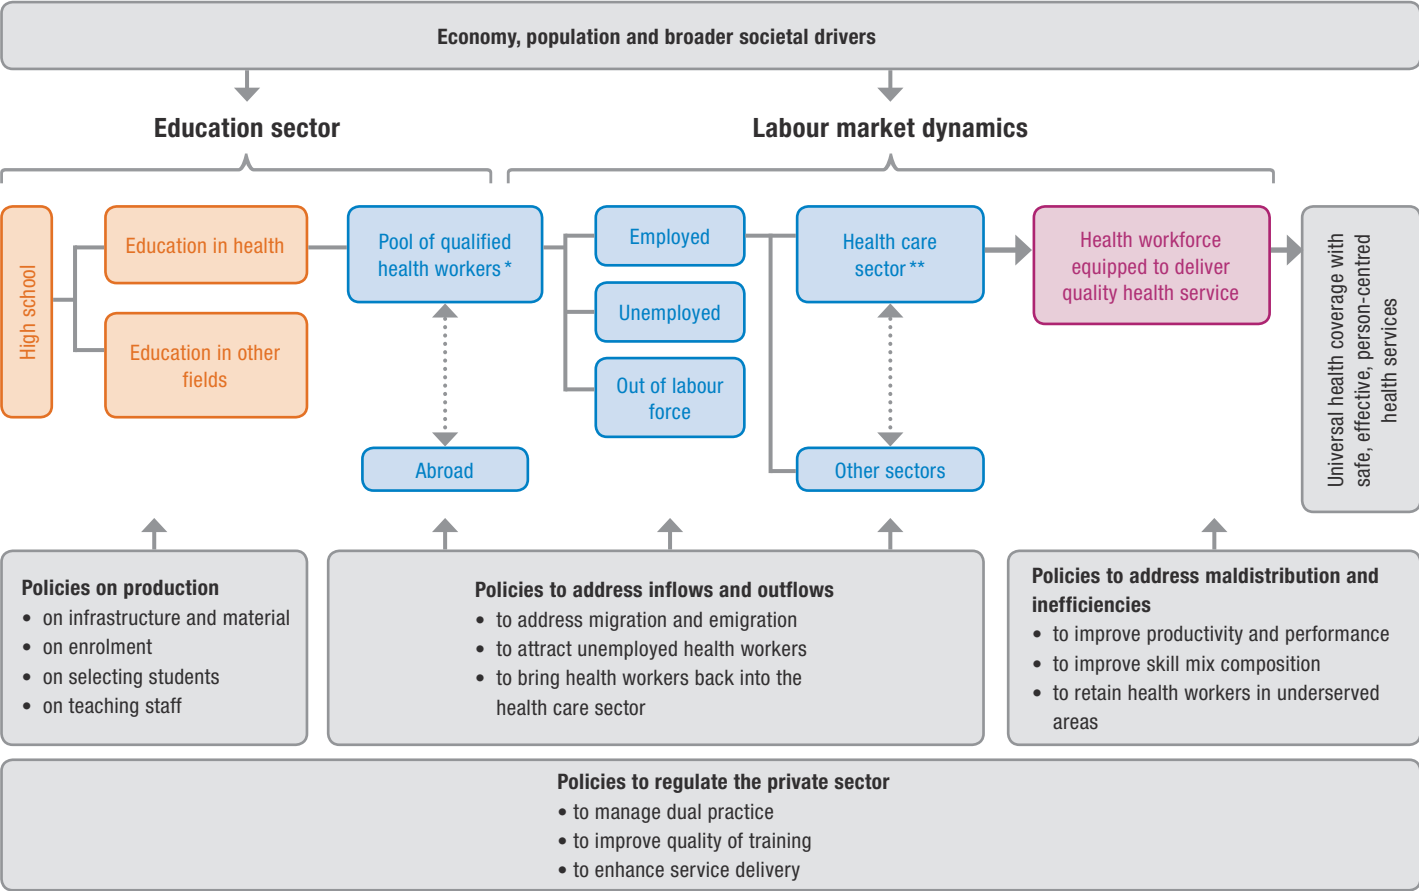 Economy, population and broader societal drivers
Education sector
Labour market dynamics
High school
Education in health
Education in other
fields
Pool of qualified
health workers *
Abroad
Employed
Unemployed
Out of labour
force
Health care
sector **
Other sectors
Health workforce
equipped to deliver
quality health service
Universal health coverage with
safe, effective, person-centred
health services
Policies on production
• on infrastructure and material
• on enrolment
• on selecting students
• on teaching staff
Policies to address inflows and outflows
• to address migration and emigration
• to attract unemployed health workers
• to bring health workers back into the
health care sector
Policies to address maldistribution and
inefficiencies
• to improve productivity and performance
• to improve skill mix composition
• to retain health workers in underserved
areas
Policies to regulate the private sector
• to manage dual practice
• to improve quality of training
• to enhance service delivery